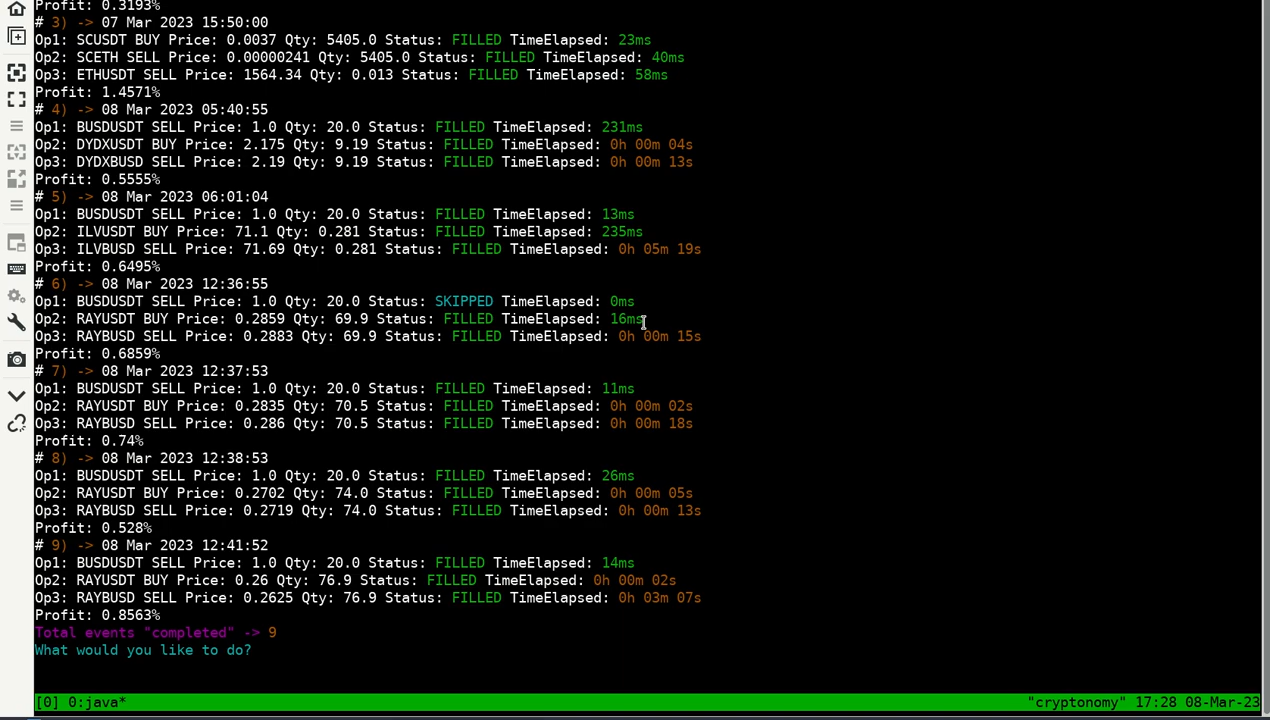 Profit: 0.3193%
# 3) -> 07 Mar 2023 15:50:00
Op1: SCUSDT BUY Price: 0.0037 Qty: 5405.0 Status: FILLED TimeElapsed: 23ms
Op2: SCETH SELL Price: 0.00000241 Qty: 5405.0 Status: FILLED TimeElapsed: 40ms
Op3: ETHUSDT SELL Price: 1564.34 Qty: 0.013 Status: FILLED TimeElapsed: 58ms
Profit: 1.4571%
# 4) -> 08 Mar 2023 05:40:55
Op1: BUSDUSDT SELL Price: 1.0 Qty: 20.0 Status: FILLED TimeElapsed: 231ms
Op2: DYDXUSDT BUY Price: 2.175 Qty: 9.19 Status: FILLED TimeElapsed: 0h 00m 04s
Op3: DYDXBUSD SELL Price: 2.19 Qty: 9.19 Status: FILLED TimeElapsed: 0h 00m 13s
Profit: 0.5555%
# 5) -> 08 Mar 2023 06:01:04
Op1: BUSDUSDT SELL Price: 1.0 Qty: 20.0 Status: FILLED TimeElapsed: 13ms
Op2: ILVUSDT BUY Price: 71.1 Qty: 0.281 Status: FILLED TimeElapsed: 235ms
Op3: ILVBUSD SELL Price: 71.69 Qty: 0.281 Status: FILLED TimeElapsed: 0h 05m 19s
Profit: 0.6495%
# 6) -> 08 Mar 2023 12:36:55
Op1: BUSDUSDT SELL Price: 1.0 Qty: 20.0 Status: SKIPPED TimeElapsed: 0ms
Op2: RAYUSDT BUY Price: 0.2859 Qty: 69.9 Status: FILLED TimeElapsed: 16ms
Op3: RAYBUSD SELL Price: 0.2883 Qty: 69.9 Status: FILLED TimeElapsed: 0h 00m 15s
Profit: 0.6859%
# 7) -> 08 Mar 2023 12:37:53
Op1: BUSDUSDT SELL Price: 1.0 Qty: 20.0 Status: FILLED TimeElapsed: 11ms
Op2: RAYUSDT BUY Price: 0.2835 Qty: 70.5 Status: FILLED TimeElapsed: 0h 00m 02s
Op3: RAYBUSD SELL Price: 0.286 Qty: 70.5 Status: FILLED TimeElapsed: 0h 00m 18s
Profit: 0.74%
# 8) -> 08 Mar 2023 12:38:53
Op1: BUSDUSDT SELL Price: 1.0 Qty: 20.0 Status: FILLED TimeElapsed: 26ms
Op2: RAYUSDT BUY Price: 0.2702 Qty: 74.0 Status: FILLED TimeElapsed: 0h 00m 05s
Op3: RAYBUSD SELL Price: 0.2719 Qty: 74.0 Status: FILLED TimeElapsed: 0h 00m 13s
Profit: 0.528%
# 9) -> 08 Mar 2023 12:41:52
Op1: BUSDUSDT SELL Price: 1.0 Qty: 20.0 Status: FILLED TimeElapsed: 14ms
Op2: RAYUSDT BUY Price: 0.26 Qty: 76.9 Status: FILLED TimeElapsed: 0h 00m 02s
Op3: RAYBUSD SELL Price: 0.2625 Qty: 76.9 Status: FILLED TimeElapsed: 0h 03m 07s
Profit: 0.8563%
Total events "completed" -> 9
What would you like to do?
[0] 0:java* "cryptonomy" 17:28 08-Mar-23